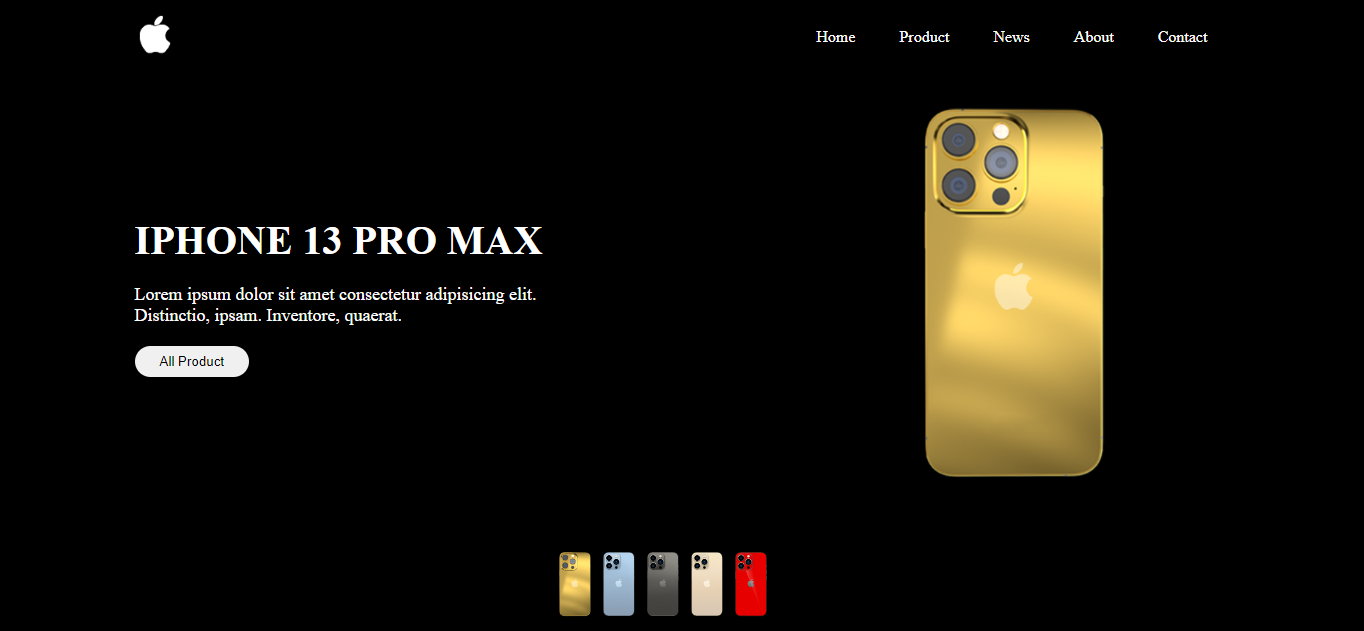 Home Product News About Contact
IPHONE 13 PRO MAX
Lorem ipsum dolor sit amet consectetur adipisicing elit.
Distinctio, ipsam. Inventore, quaerat.
All Product